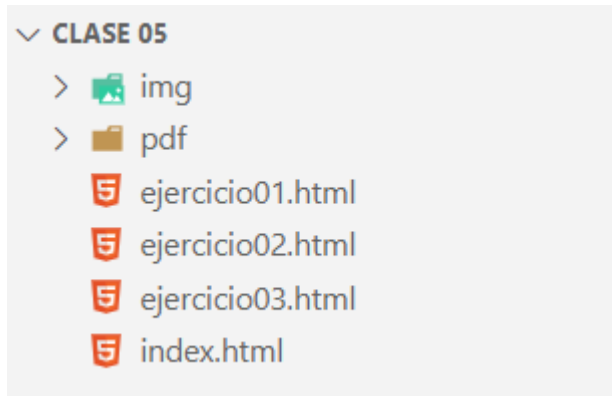 CLASE 05
img
pdf
ejercicio01.html
ejercicio02.html
ejercicio03.html
index.html